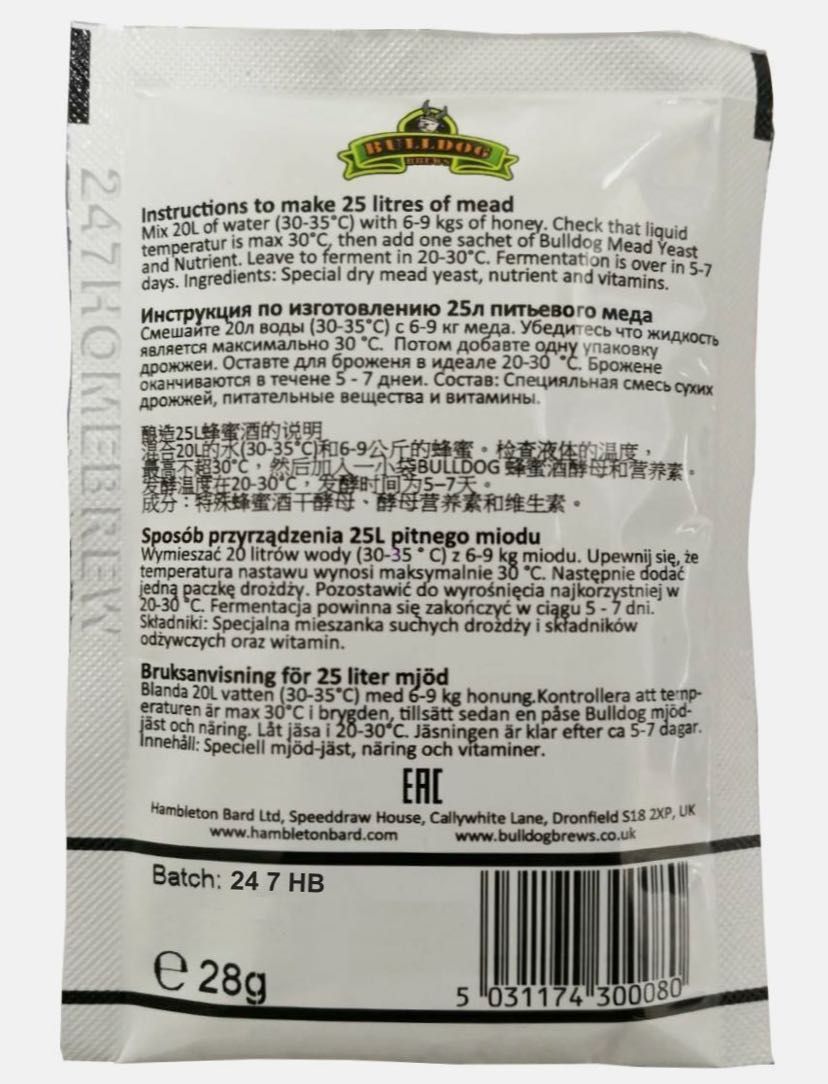 BULLDOG
BREWS
247HOMEBREW
Instructions to make 25 litres of mead
Mix 20L of water (30-35°C) with 6-9 kgs of honey. Check that liquid
temperatur is max 30°C, then add one sachet of Bulldog Mead Yeast
and Nutrient. Leave to ferment in 20-30°C. Fermentation is over in 5-7
days. Ingredients: Special dry mead yeast, nutrient and vitamins.
Инструкция по изготовлению 25л питьевого меда
Смешайте 20л воды (30-35°C) с 6-9 кг меда. Убедитесь что жидкость
является максимально 30 °C. Потом добавте одну упаковку
дрожжеи. Оставте для броженя в идеале 20-30 °C. Брожене
оканчиваются в течене 5 - 7 днеи. Состав: Специяльная смесь сухих
дрожжей, питательные вещества и витамины.
酿造25L蜂蜜酒的说明
混合20L的水(30-35°C)和6-9公斤的蜂蜜。检查液体的温度，
最高不超30°C，然后加入一小袋BULLDOG 蜂蜜酒酵母和营养素。
发酵温度在20-30°C，发酵时间为5–7天。
成分：特殊蜂蜜酒干酵母、酵母营养素和维生素。
Sposób przyrządzenia 25L pitnego miodu
Wymieszać 20 litrów wody (30-35 ° C) z 6-9 kg miodu. Upewnij się, że
temperatura nastawu wynosi maksymalnie 30 °C. Następnie dodać
jedną paczkę drożdży. Pozostawić do wyrośnięcia najkorzystniej w
20-30 °C. Fermentacja powinna się zakończyć w ciągu 5 - 7 dni.
Składniki: Specjalna mieszanka suchych drożdży i składników
odżywczych oraz witamin.
Bruksanvisning för 25 liter mjöd
Blanda 20L vatten (30-35°C) med 6-9 kg honung.Kontrollera att temp-
eraturen är max 30°C i brygden, tillsätt sedan en påse Bulldog mjöd-
jäst och näring. Låt jäsa i 20-30°C. Jäsningen är klar efter ca 5-7 dagar.
Innehåll: Speciell mjöd-jäst, näring och vitaminer.
EAC
Hambleton Bard Ltd, Speeddraw House, Callywhite Lane, Dronfield S18 2XP, UK
www.hambletonbard.com www.bulldogbrews.co.uk
Batch: 24 7 HB
℮ 28g
5 031174 300080